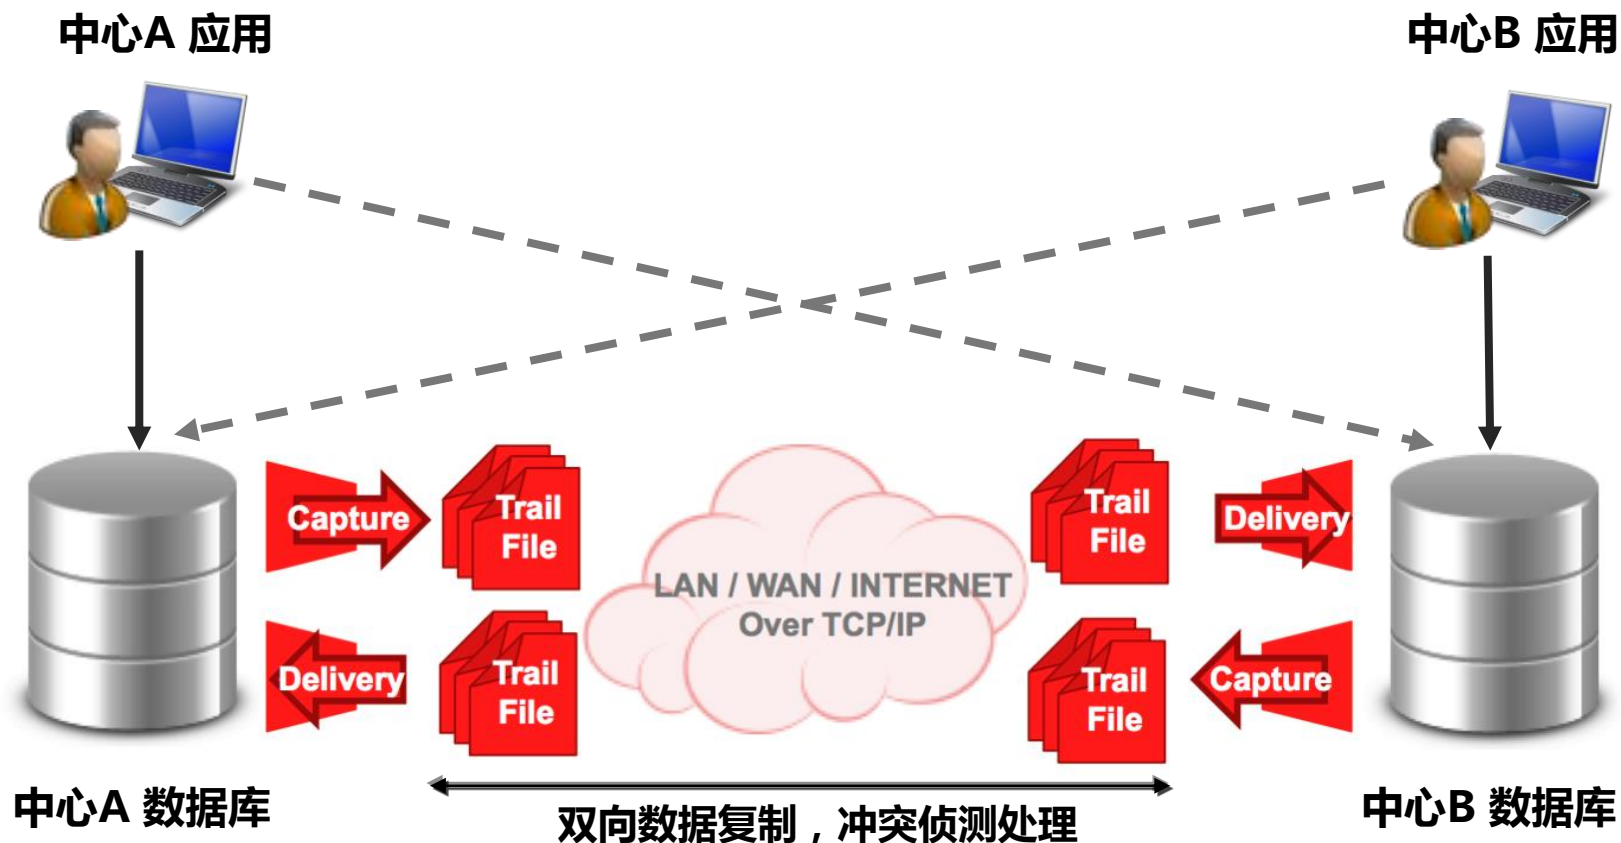 中心A 应用
中心B 应用
Capture
Trail
File
LAN / WAN / INTERNET
Over TCP/IP
Trail
File
Delivery
Delivery
Trail
File
Trail
File
Capture
中心A 数据库
双向数据复制，冲突侦测处理
中心B 数据库